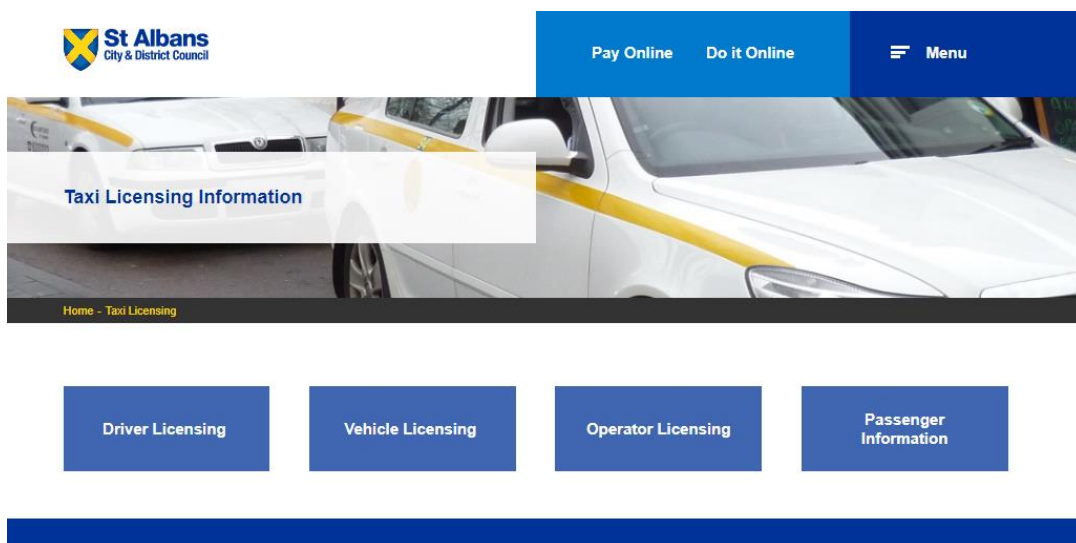 St Albans
City & District Council
Pay Online
Do it Online
Menu
Taxi Licensing Information
Home - Taxi Licensing
Driver Licensing
Vehicle Licensing
Operator Licensing
Passenger
Information